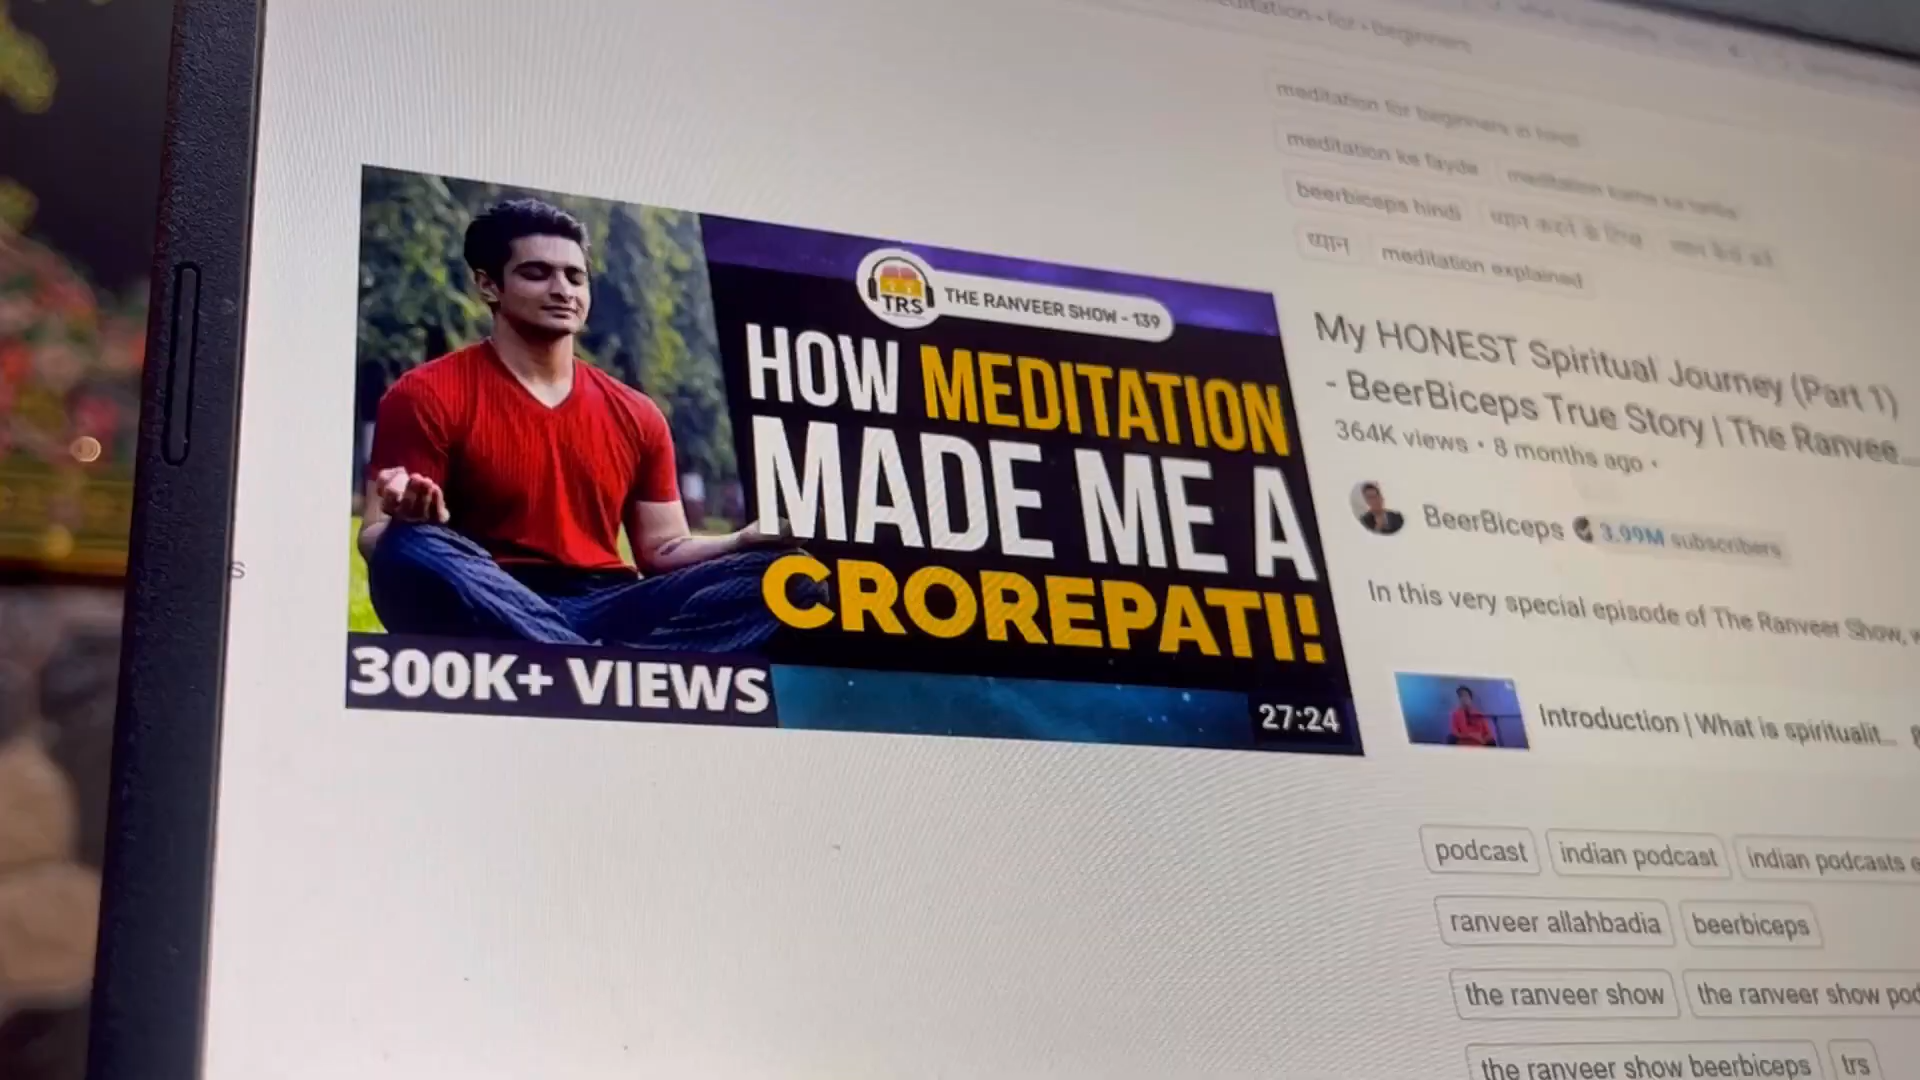 meditation for beginners in hindi
meditation ke fayde
beerbiceps hindi
ध्यान
meditation explained
TRS
THE RANVEER SHOW - 139
HOW MEDITATION
MADE ME A
CROREPATI!
300K+ VIEWS
27:24
My HONEST Spiritual Journey (Part 1)
- BeerBiceps True Story | The Ranvee...
364K views • 8 months ago •
BeerBiceps 3.99M subscribers
In this very special episode of The Ranveer Show,
Introduction | What is spiritualit...
podcast indian podcast indian podcasts
ranveer allahbadia beerbiceps
the ranveer show the ranveer show pod
the ranveer show beerbiceps trs
s